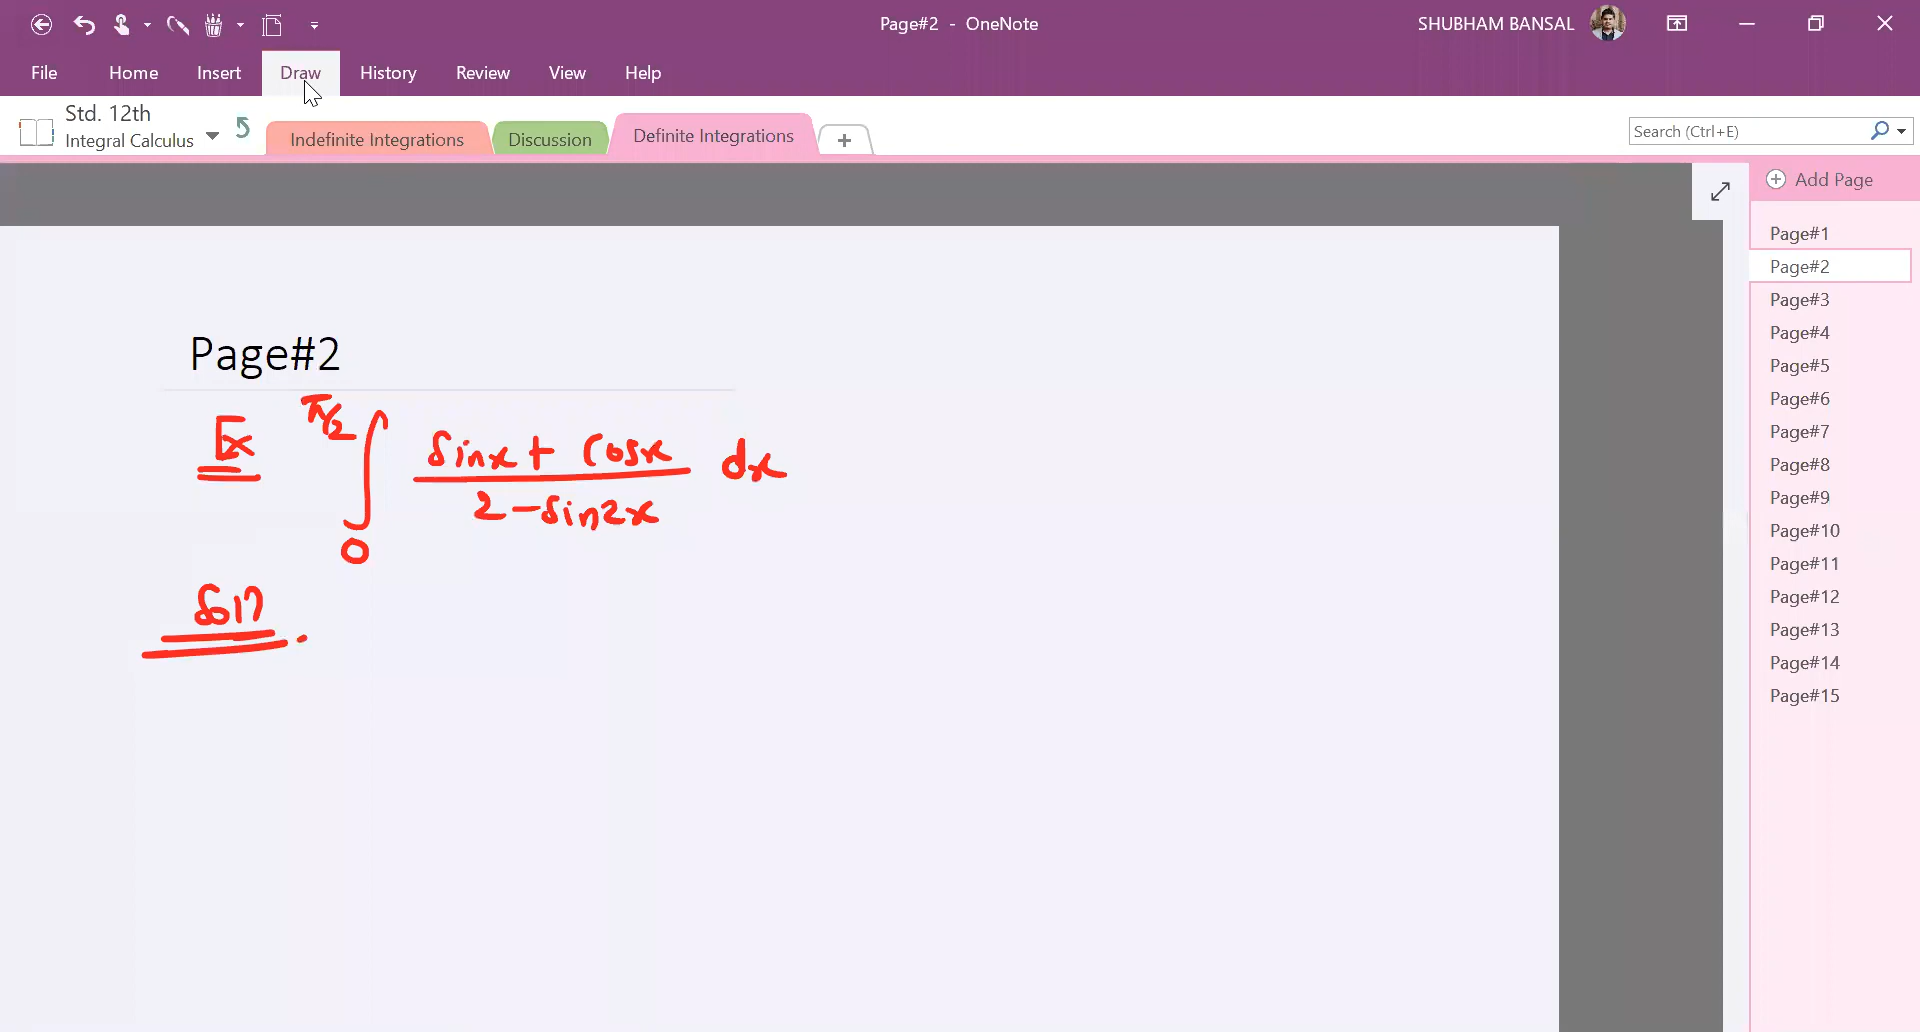 Page#2 - OneNote
SHUBHAM BANSAL
File Home Insert Draw History Review View Help
Std. 12th
Integral Calculus
Indefinite Integrations
Discussion
Definite Integrations
+
Search (Ctrl+E)
Add Page
Page#1
Page#2
Page#3
Page#4
Page#5
Page#6
Page#7
Page#8
Page#9
Page#10
Page#11
Page#12
Page#13
Page#14
Page#15
Page#2
Ex
π/2
∫
0
sinx + cosx
2-sin2x
dx
Soln